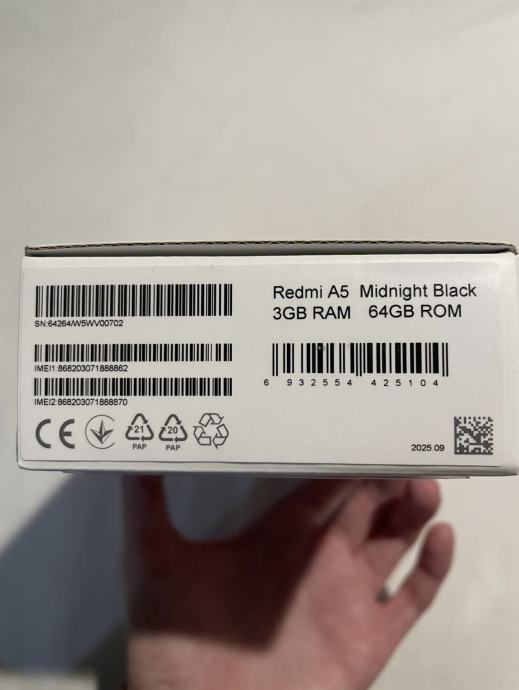 SN:64264/W5WV00702
IMEI1:868203071888862
IMEI2:868203071888870
CE
21
PAP
20
PAP
Redmi A5 Midnight Black
3GB RAM 64GB ROM
6 932554 425104
2025.09